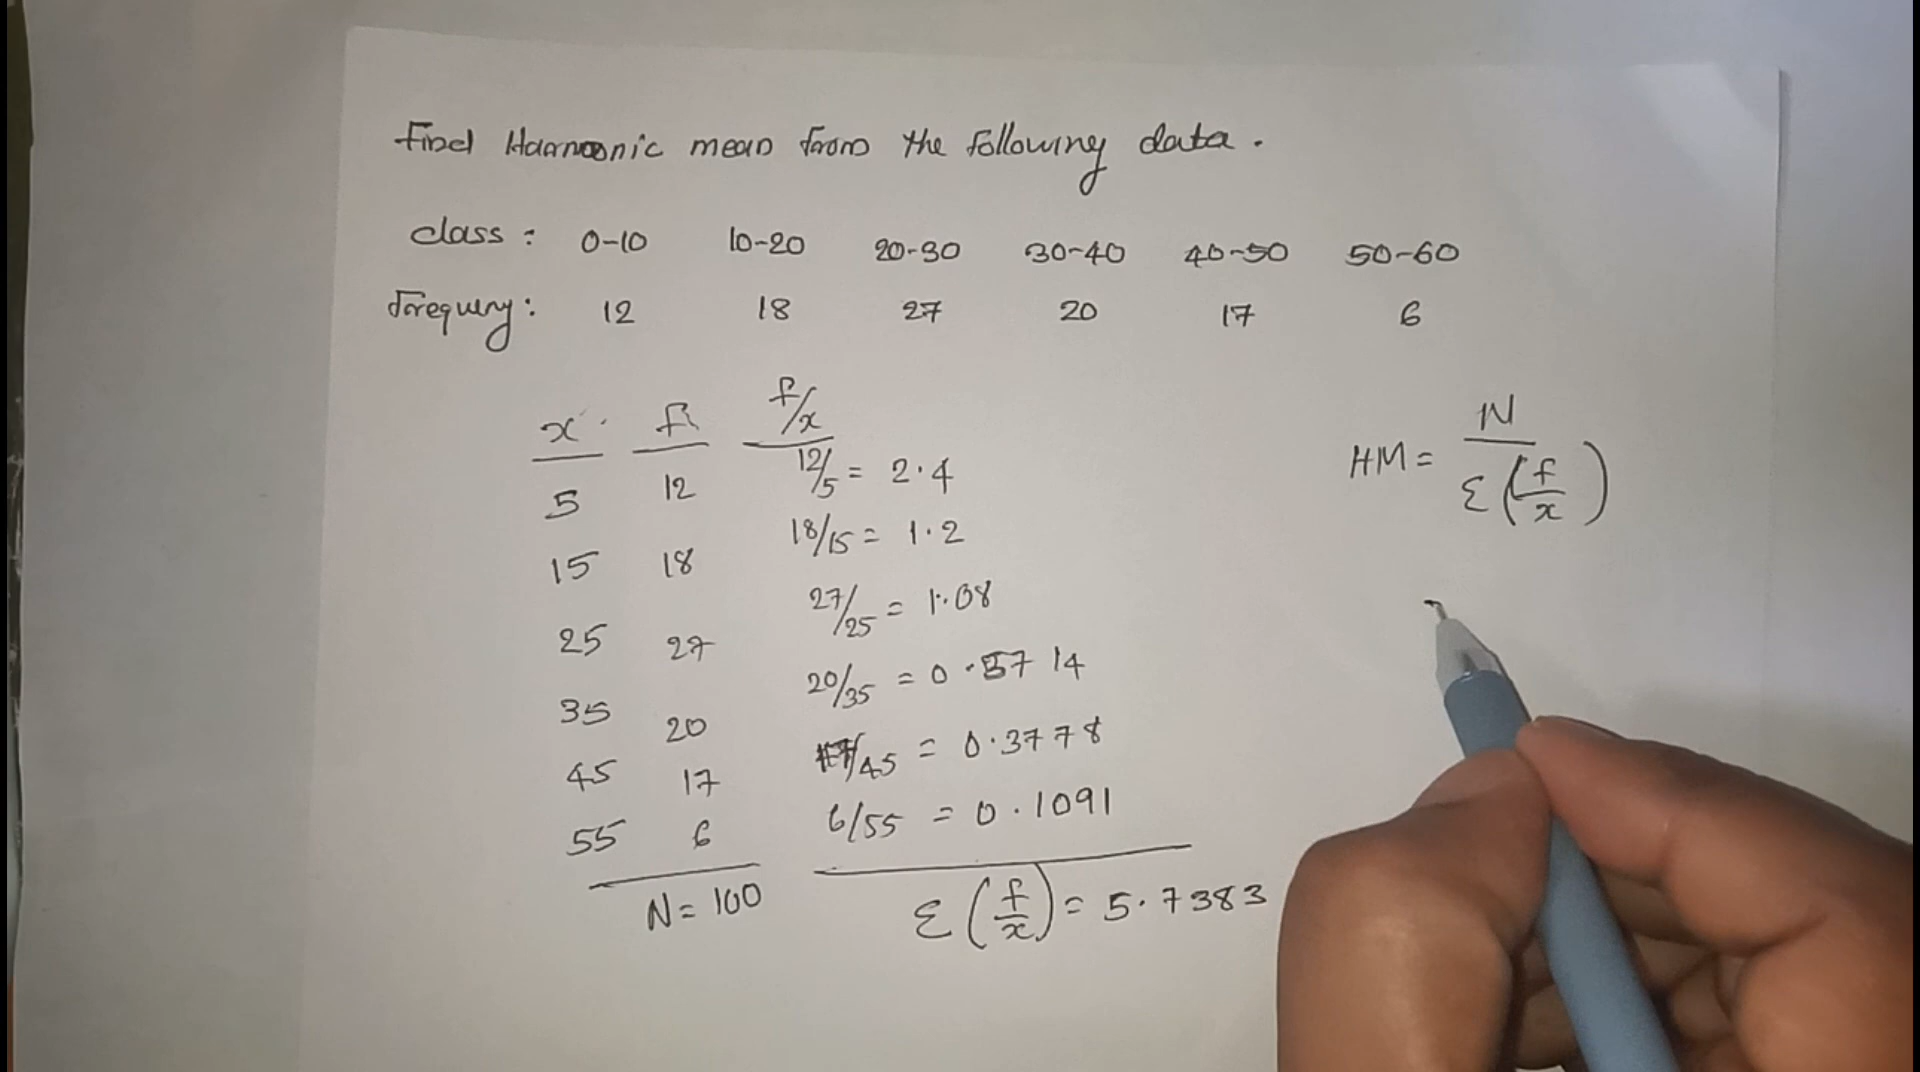 Find Harmonic mean from the following data.
class: 0-10 10-20 20-30 30-40 40-50 50-60
Frequency: 12 18 27 20 17 6
x f f/x
5 12 12/5 = 2.4
15 18 18/15 = 1.2
25 27 27/25 = 1.08
35 20 20/35 = 0.5714
45 17 17/45 = 0.3778
55 6 6/55 = 0.1091
N = 100 Σ(f/x) = 5.7383
HM = N/Σ(f/x)